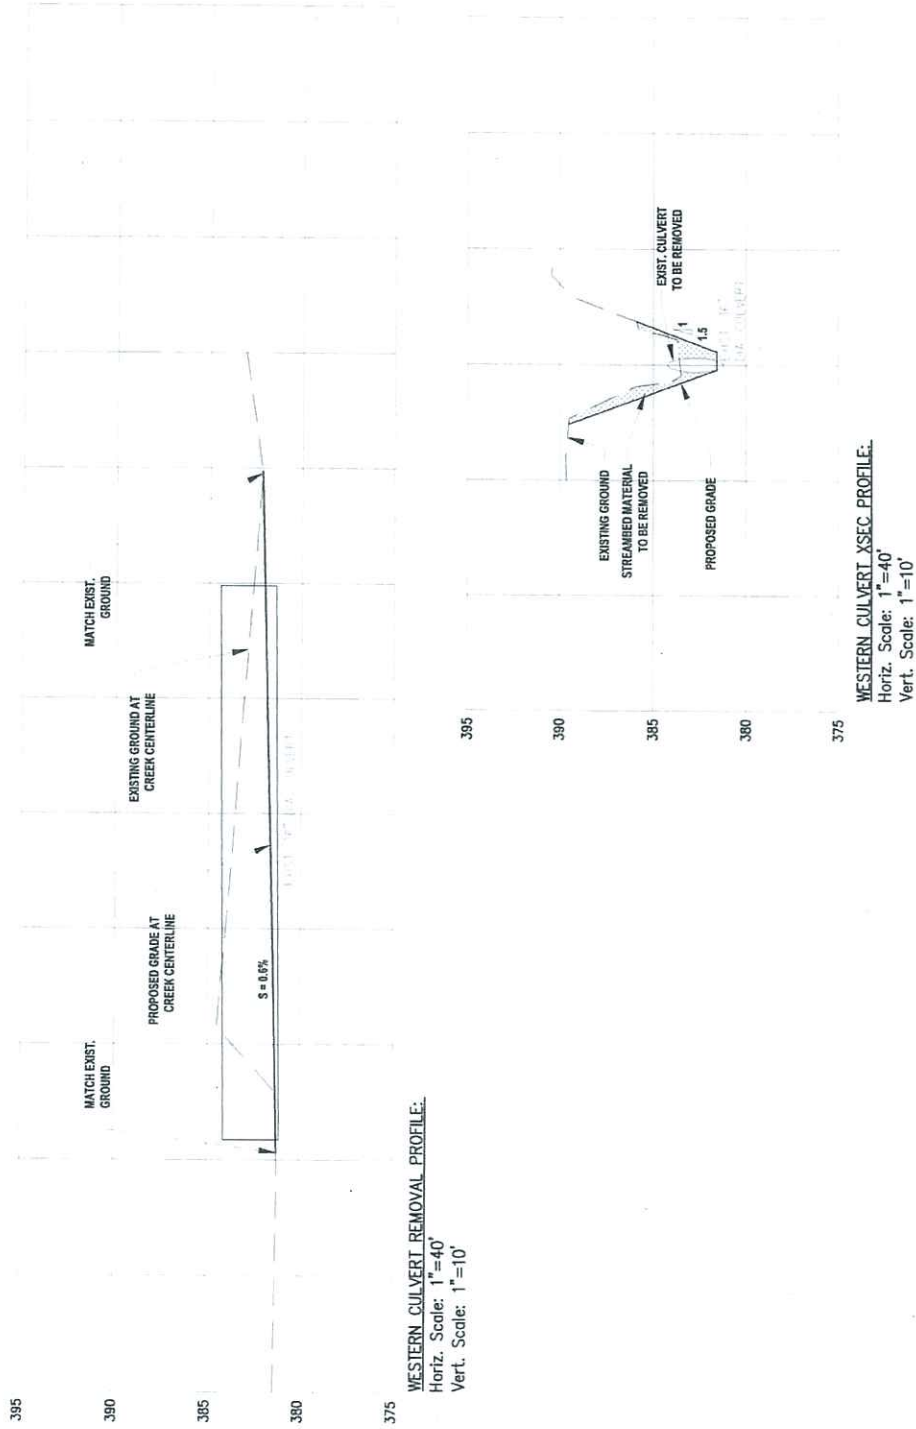 395
390
385
380
375
MATCH EXIST.
GROUND
PROPOSED GRADE AT
CREEK CENTERLINE
EXISTING GROUND AT
CREEK CENTERLINE
MATCH EXIST.
GROUND
S = 0.6%
WESTERN CULVERT REMOVAL PROFILE:
Horiz. Scale: 1"=40'
Vert. Scale: 1"=10'
395
390
385
380
375
EXISTING GROUND
STREAMBED MATERIAL
TO BE REMOVED
PROPOSED GRADE
EXIST. CULVERT
TO BE REMOVED
1
1.5
CULVERT
WESTERN CULVERT XSEC PROFILE:
Horiz. Scale: 1"=40'
Vert. Scale: 1"=10'